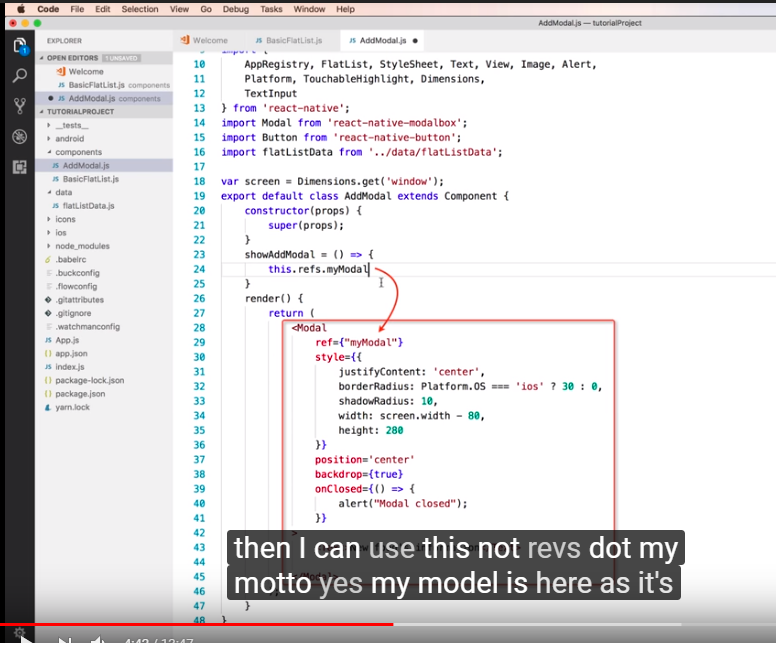 Code File Edit Selection View Go Debug Tasks Window Help
AddModal.js — tutorialProject
EXPLORER
Welcome
JS BasicFlatList.js
JS AddModal.js
OPEN EDITORS 1 UNSAVED
Welcome
JS BasicFlatList.js components
JS AddModal.js components
TUTORIALPROJECT
__tests__
android
components
JS AddModal.js
JS BasicFlatList.js
data
JS flatListData.js
icons
ios
node_modules
.babelrc
.buckconfig
.flowconfig
.gitattributes
.gitignore
.watchmanconfig
JS App.js
{} app.json
JS index.js
{} package-lock.json
{} package.json
yarn.lock
9 import {
10 AppRegistry, FlatList, StyleSheet, Text, View, Image, Alert,
11 Platform, TouchableHighlight, Dimensions,
12 TextInput
13 } from 'react-native';
14 import Modal from 'react-native-modalbox';
15 import Button from 'react-native-button';
16 import flatListData from '../data/flatListData';
17
18 var screen = Dimensions.get('window');
19 export default class AddModal extends Component {
20 constructor(props) {
21 super(props);
22 }
23 showAddModal = () => {
24 this.refs.myModal
25 }
26 render() {
27 return (
28 <Modal
29 ref={"myModal"}
30 style={{
31 justifyContent: 'center',
32 borderRadius: Platform.OS === 'ios' ? 30 : 0,
33 shadowRadius: 10,
34 width: screen.width - 80,
35 height: 280
36 }}
37 position='center'
38 backdrop={true}
39 onClosed={() => {
40 alert("Modal closed");
41 }}
42 >
43
44
45
46
47 }
48 }
then I can use this not revs dot my
motto yes my model is here as it's
4:42 / 12:47